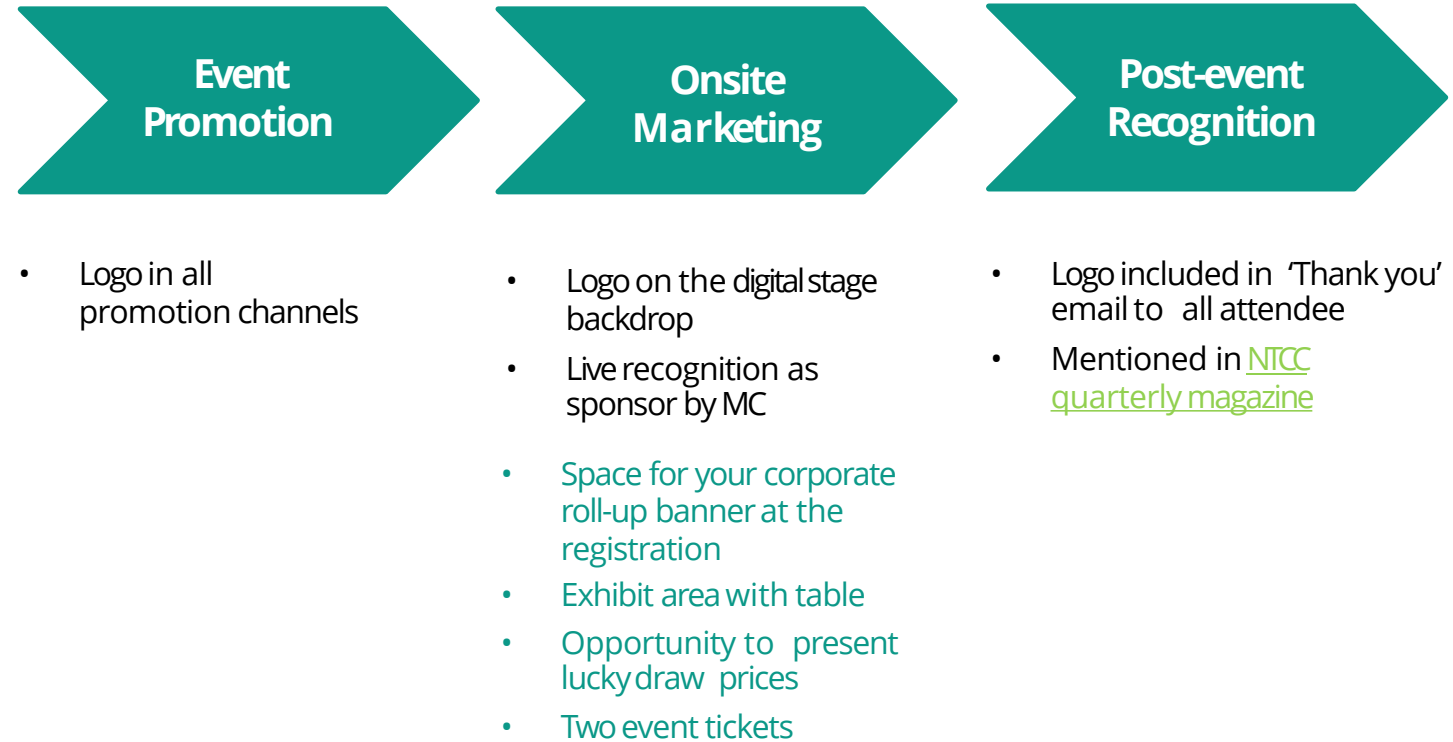 Event
Promotion
• Logo in all
promotion channels
Onsite
Marketing
• Logo on the digital stage
backdrop
• Live recognition as
sponsor by MC
• Space for your corporate
roll-up banner at the
registration
• Exhibit area with table
• Opportunity to present
lucky draw prices
• Two event tickets
Post-event
Recognition
• Logo included in ‘Thank you’
email to all attendee
• Mentioned in NTCC
quarterly magazine